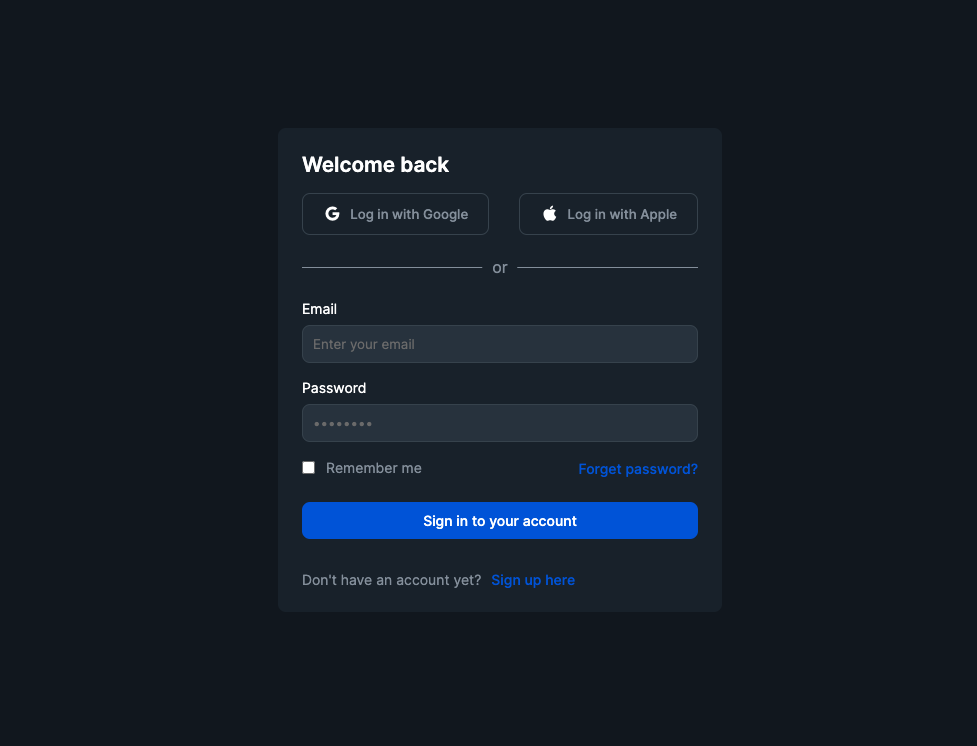 Welcome back
Log in with Google
Log in with Apple
or
Email
Enter your email
Password
••••••••
Remember me
Forget password?
Sign in to your account
Don't have an account yet? Sign up here